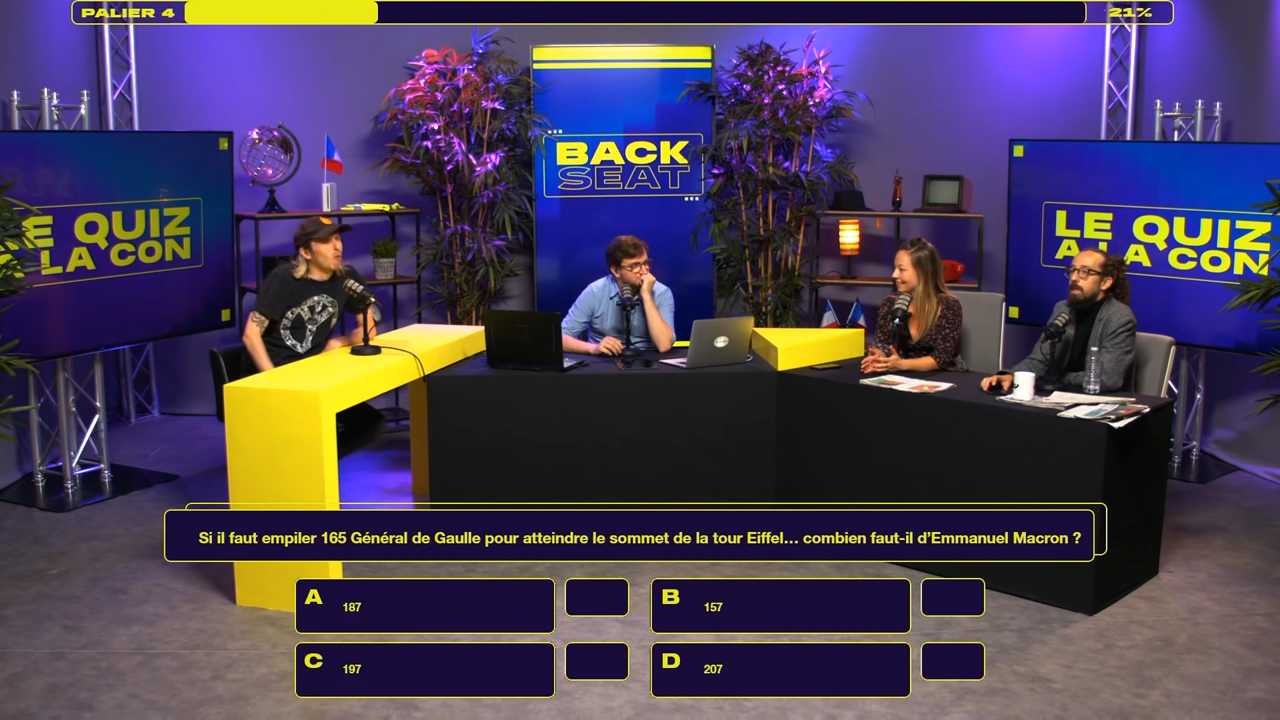 PALIER 4
21%
BACK
SEAT
LE QUIZ
A LA CON
LE QUIZ
LA CON
Si il faut empiler 165 Général de Gaulle pour atteindre le sommet de la tour Eiffel... combien faut-il d'Emmanuel Macron ?
A 187
B 157
C 197
D 207